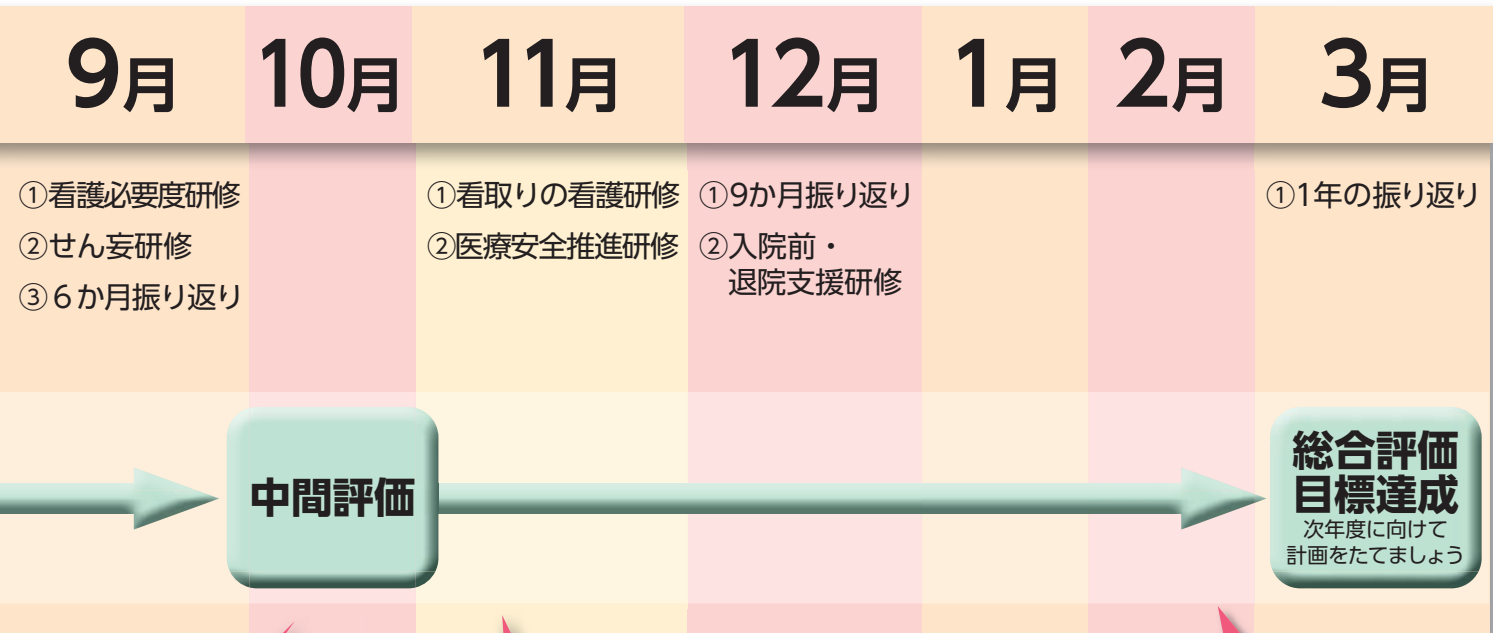 9月 10月 11月 12月 1月 2月 3月
①看護必要度研修
②せん妄研修
③6か月振り返り
①看取りの看護研修
②医療安全推進研修
①9か月振り返り
②入院前・
退院支援研修
①1年の振り返り
中間評価
総合評価
目標達成
次年度に向けて
計画をたてましょう